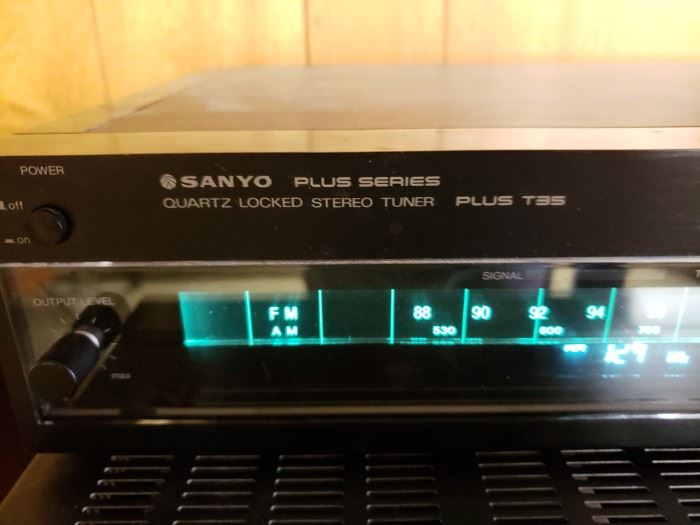 POWER
SANYO PLUS SERIES
off
QUARTZ LOCKED STEREO TUNER PLUS T35
on
SIGNAL
OUTPUT LEVEL
FM 88 90 92 94
AM 530 600 700
max